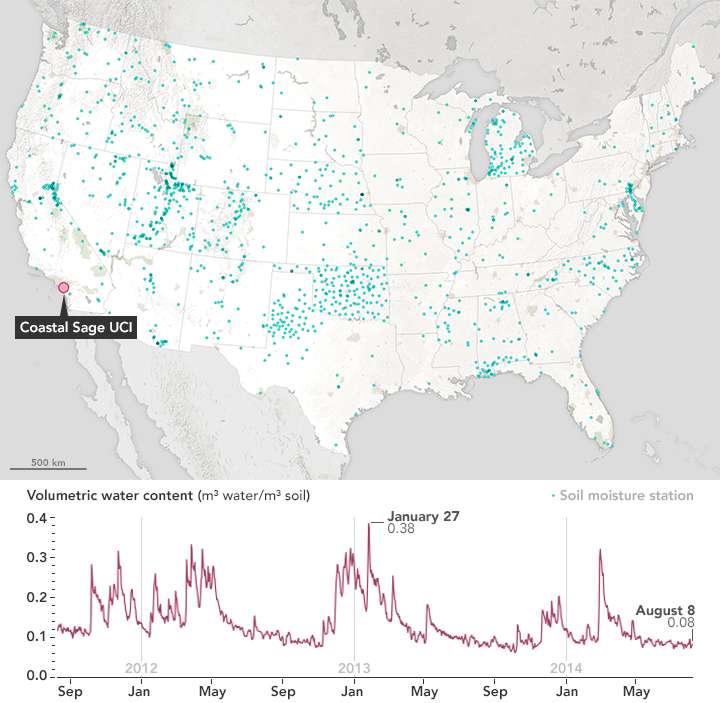 Coastal Sage UCI
500 km
Volumetric water content (m³ water/m³ soil)
Soil moisture station
0.4
January 27
0.38
0.3
0.2
August 8
0.08
0.1
2012 2013 2014
0.0
Sep Jan May Sep Jan May Sep Jan May